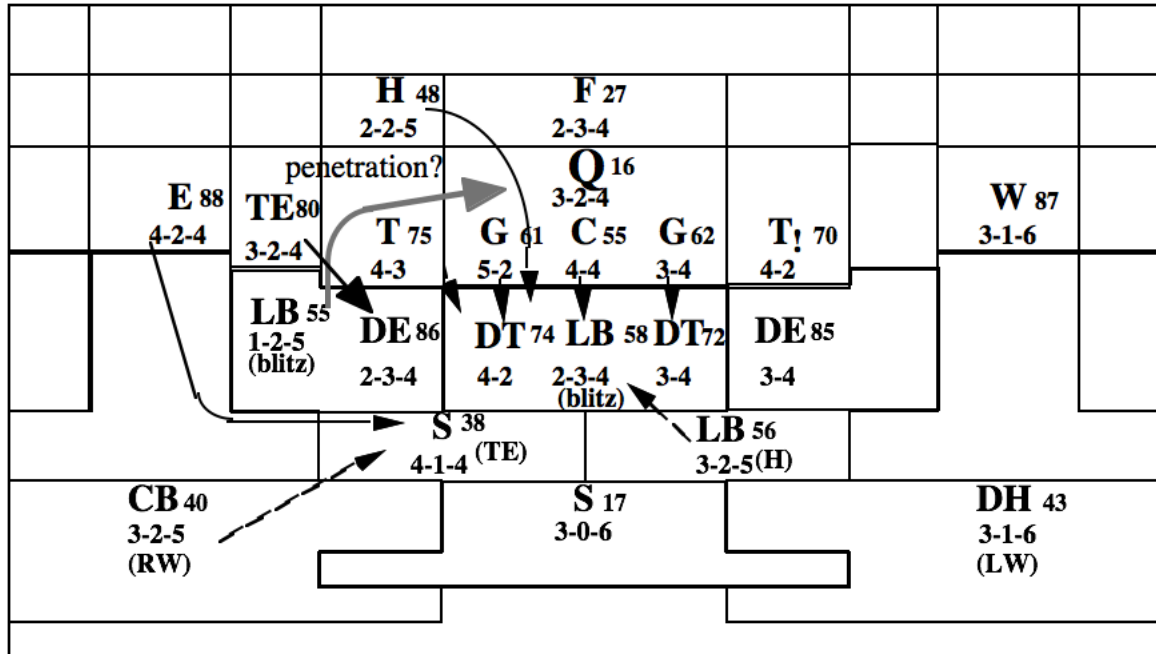 H 48 F 27
2-2-5 2-3-4
penetration? Q 16
3-2-4
E 88 TE80 W 87
4-2-4 3-2-4 3-1-6
T 75 G 61 C 55 G 62 T! 70
4-3 5-2 4-4 3-4 4-2
LB 55 DE 86 DT 74 LB 58 DT72 DE 85
1-2-5
(blitz)
2-3-4 4-2 2-3-4 3-4 3-4
(blitz)
S 38 (TE) LB 56
4-1-4 3-2-5(H)
CB 40 S 17 DH 43
3-2-5 3-0-6 3-1-6
(RW) (LW)